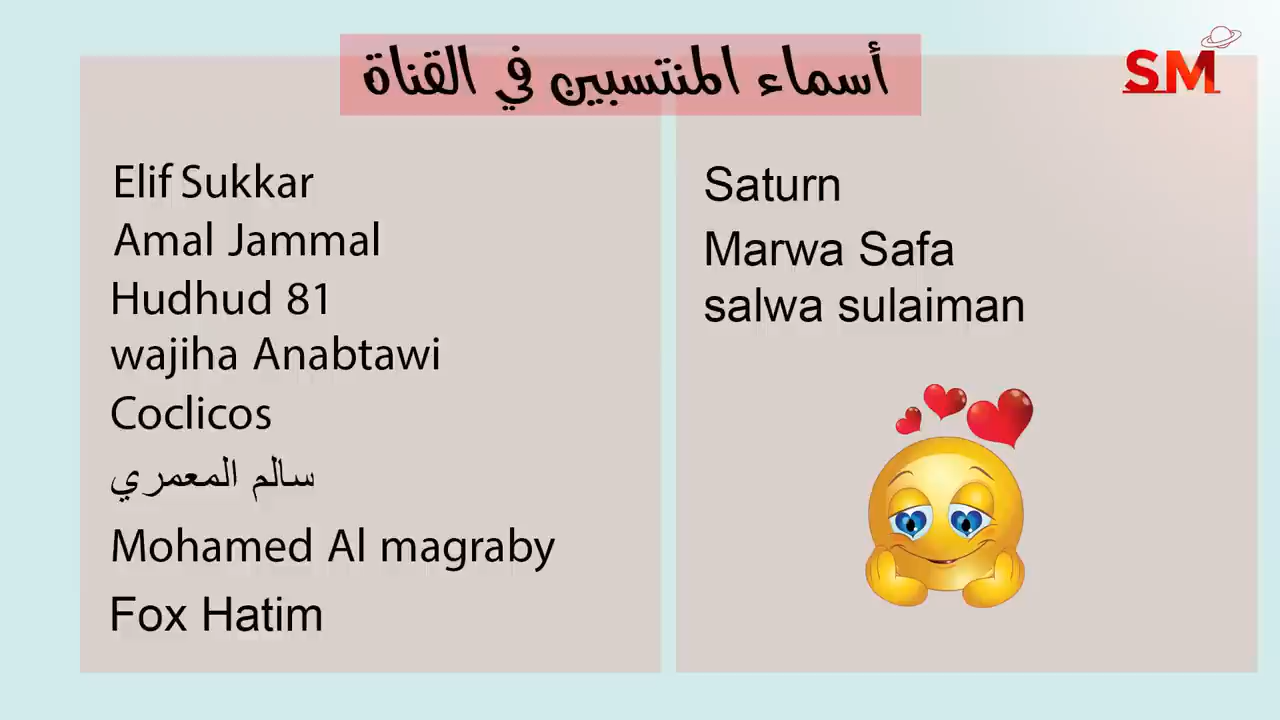 أسماء المنتسبين في القناة
SM
Elif Sukkar
Amal Jammal
Hudhud 81
wajiha Anabtawi
Coclicos
سالم المعمري
Mohamed Al magraby
Fox Hatim
Saturn
Marwa Safa
salwa sulaiman